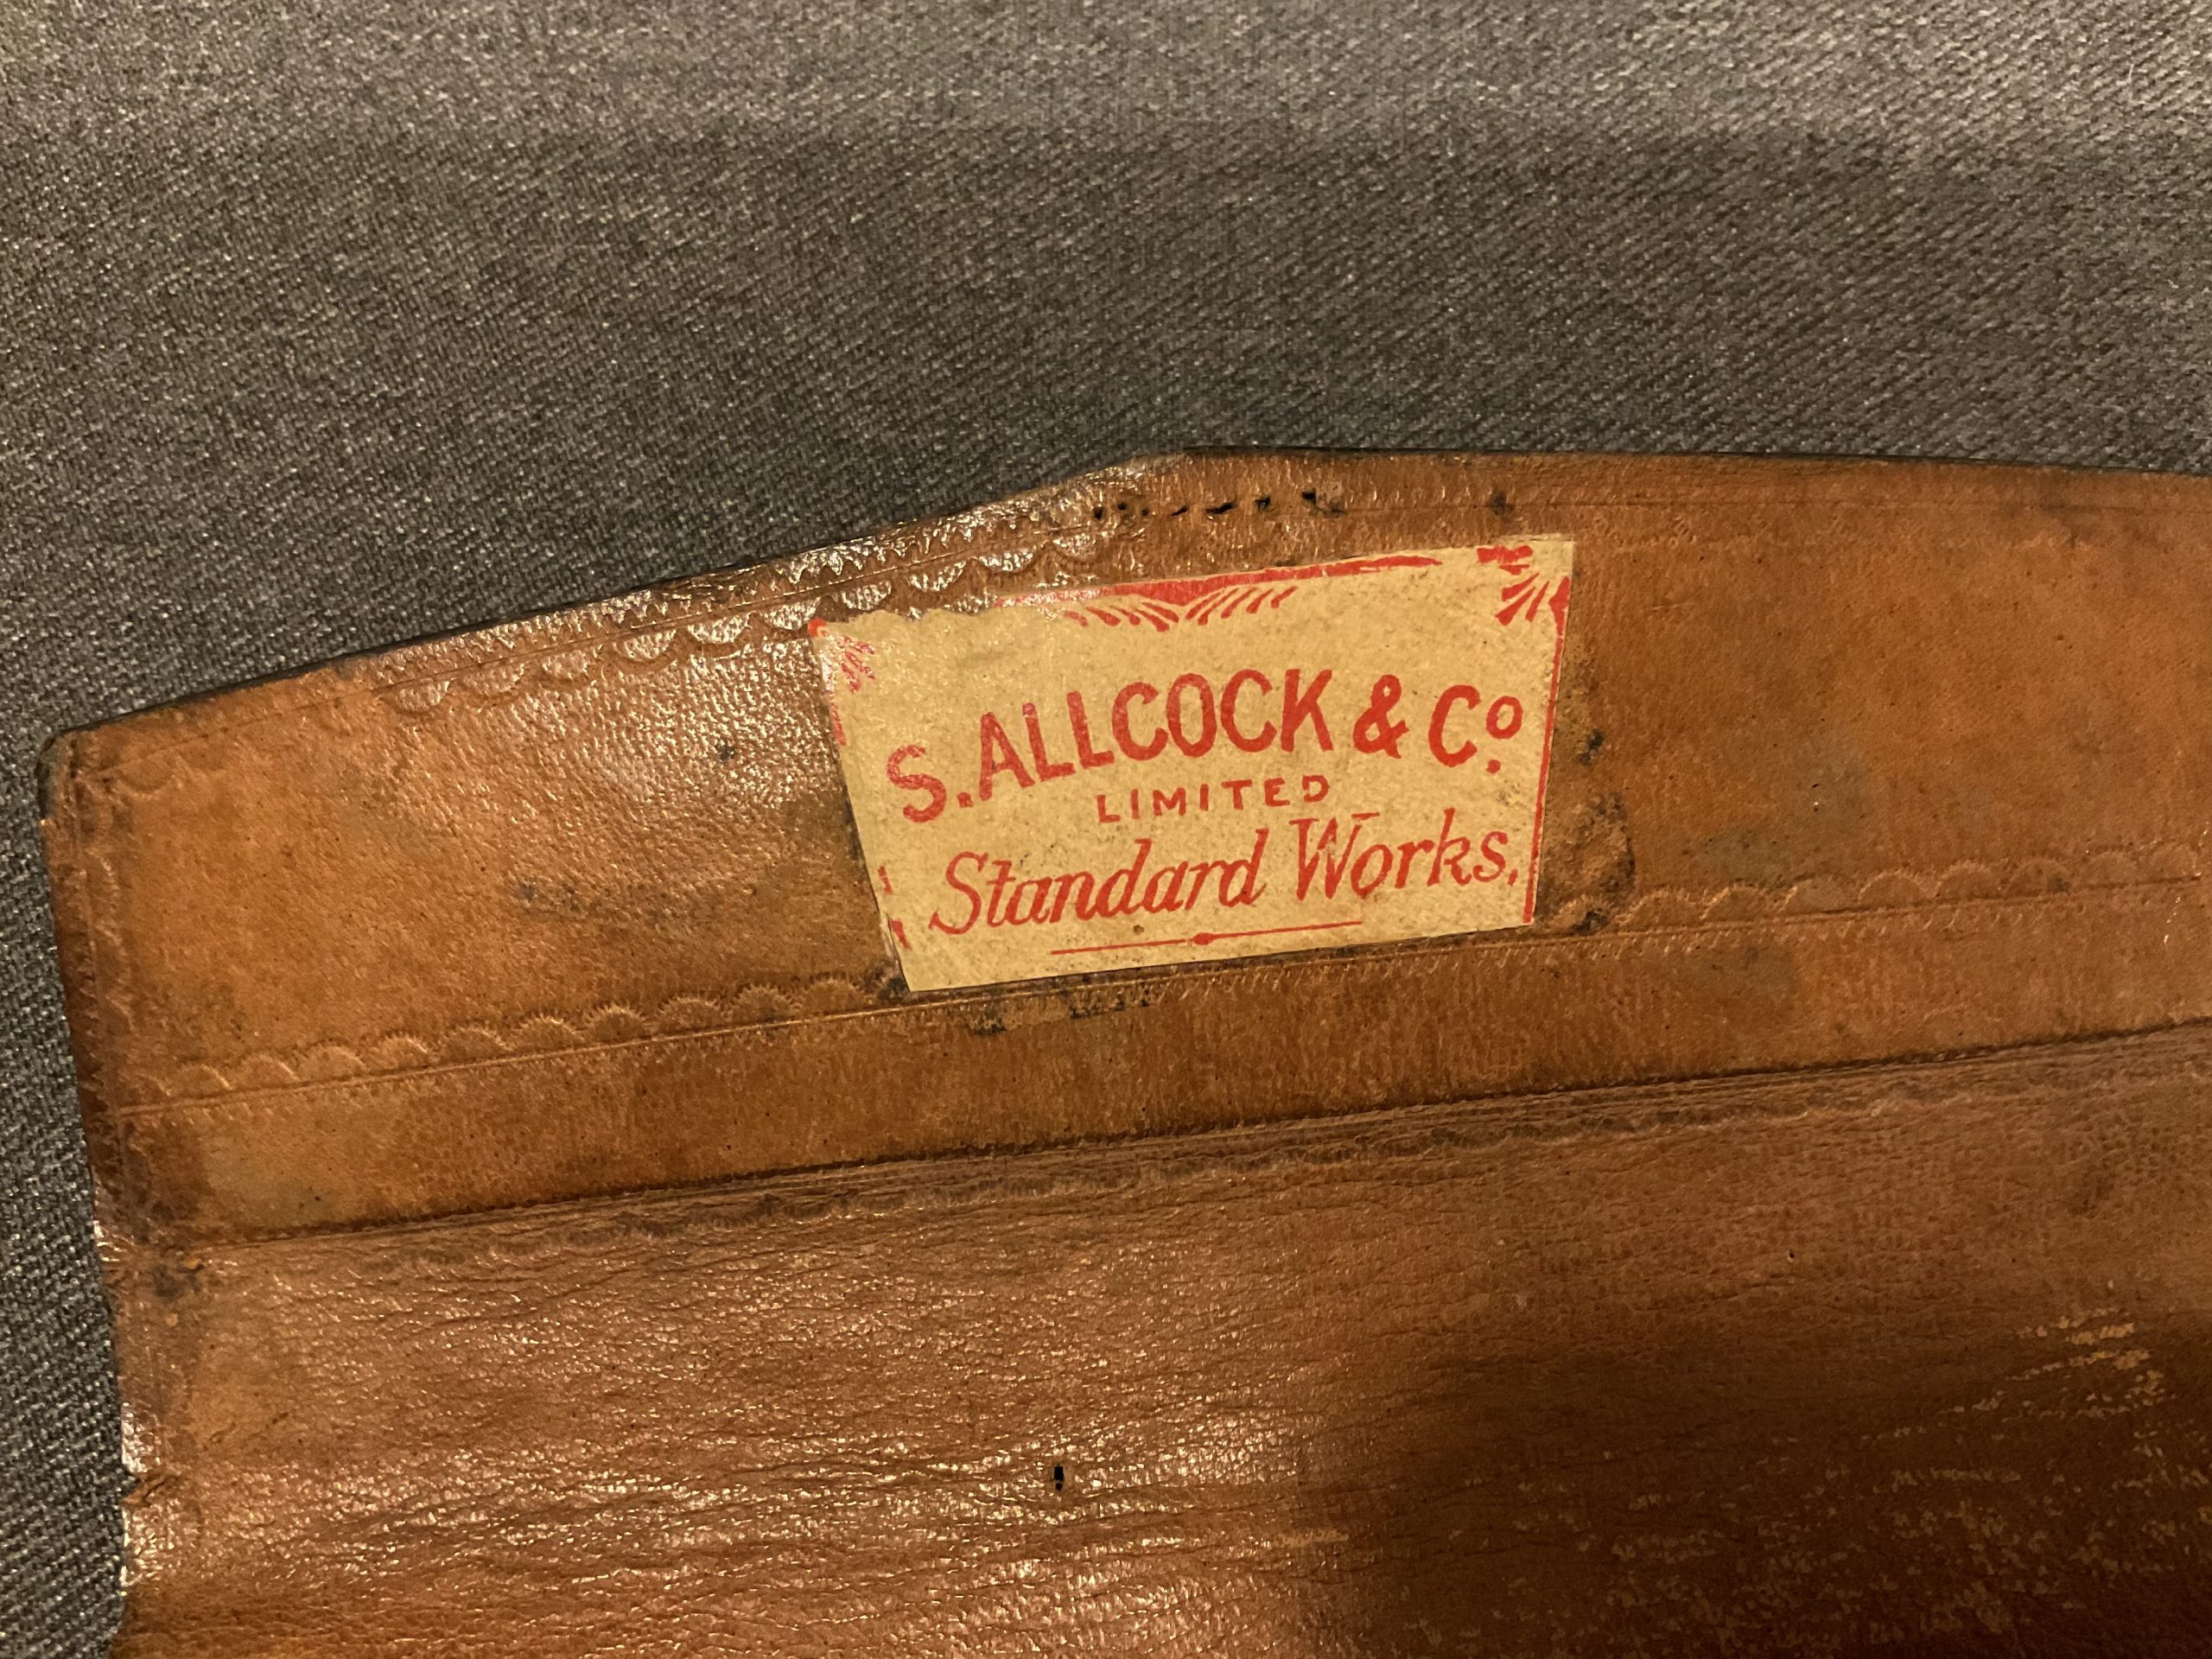 S. ALLCOCK & Co.
LIMITED
Standard Works,